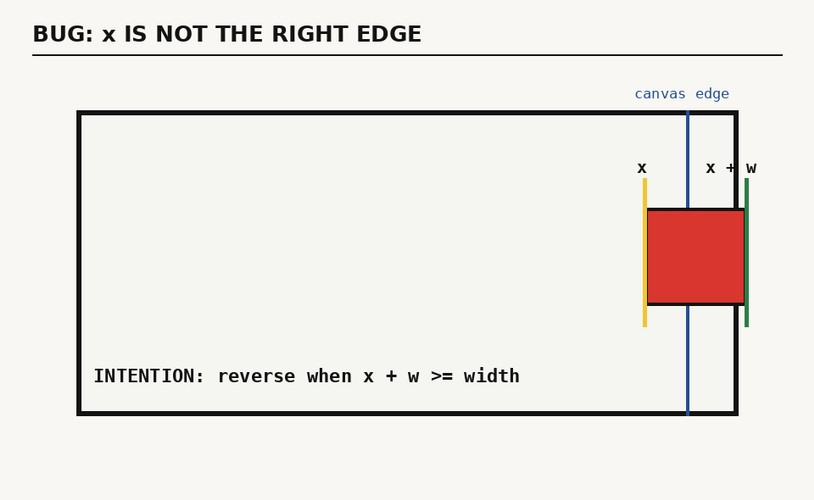 BUG: x IS NOT THE RIGHT EDGE
canvas edge
x
x + w
INTENTION: reverse when x + w >= width